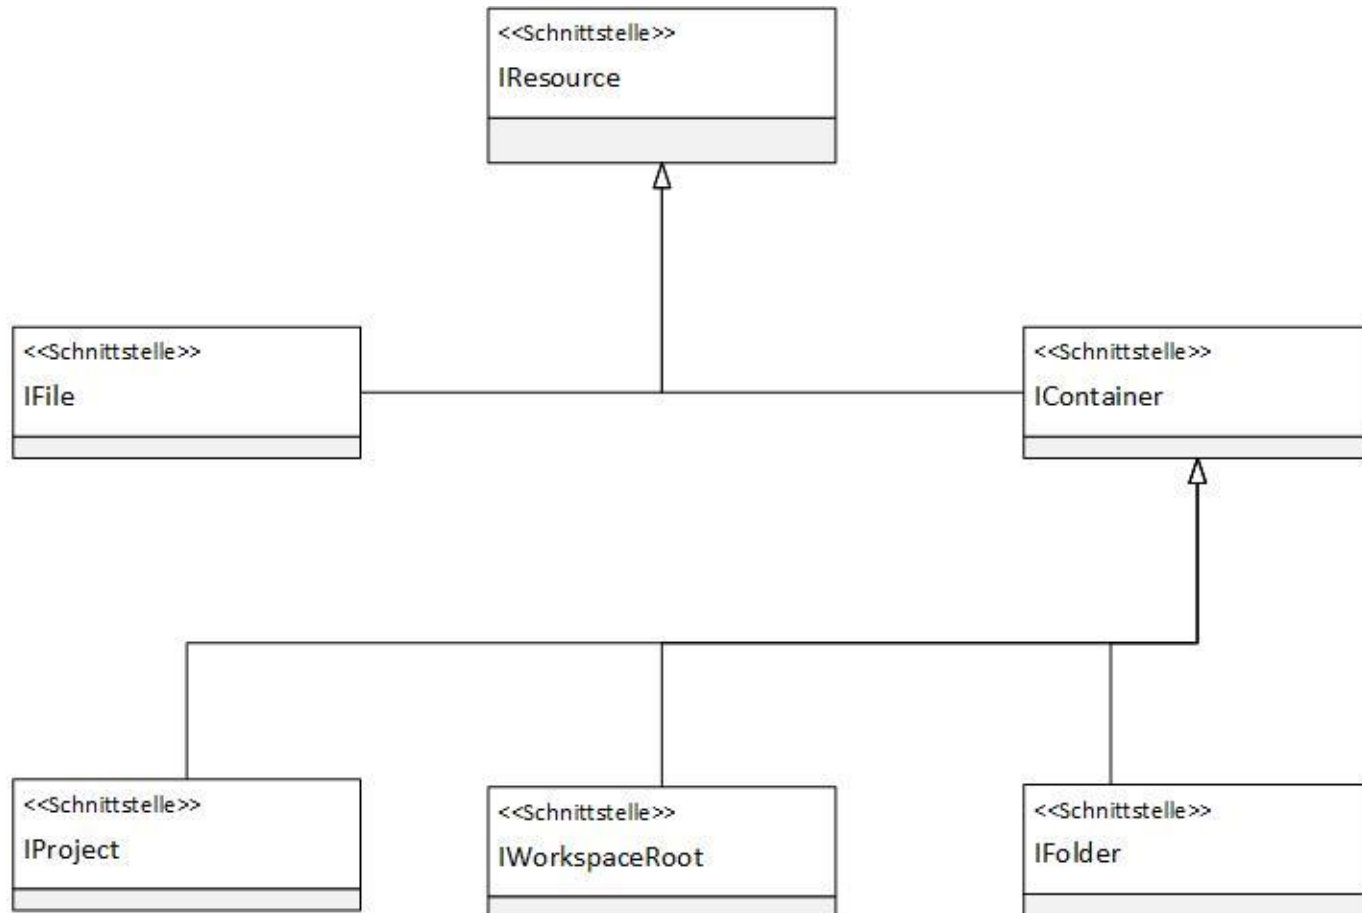 <<Schnittstelle>>
IResource
<<Schnittstelle>>
IFile
<<Schnittstelle>>
IContainer
<<Schnittstelle>>
IProject
<<Schnittstelle>>
IWorkspaceRoot
<<Schnittstelle>>
IFolder